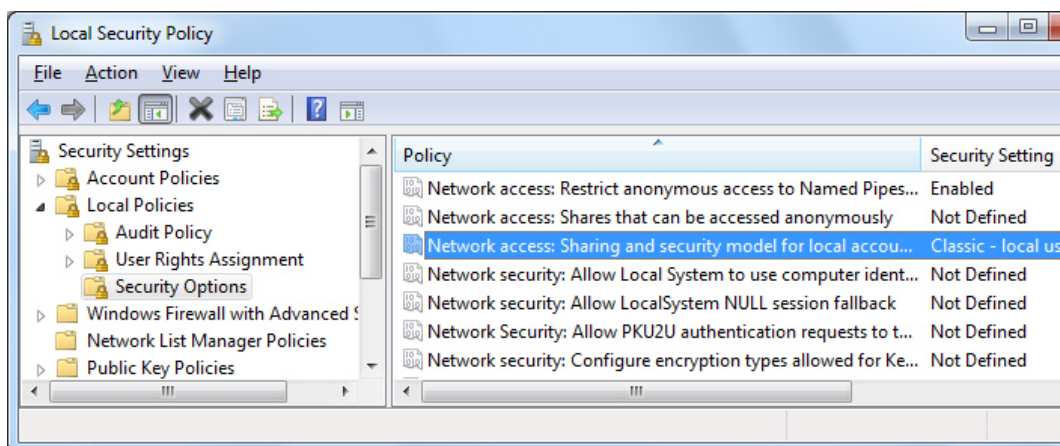 Local Security Policy
File Action View Help
Security Settings
Account Policies
Local Policies
Audit Policy
User Rights Assignment
Security Options
Windows Firewall with Advanced S
Network List Manager Policies
Public Key Policies
Policy Security Setting
Network access: Restrict anonymous access to Named Pipes... Enabled
Network access: Shares that can be accessed anonymously Not Defined
Network access: Sharing and security model for local accou... Classic - local us
Network security: Allow Local System to use computer ident... Not Defined
Network security: Allow LocalSystem NULL session fallback Not Defined
Network Security: Allow PKU2U authentication requests to t... Not Defined
Network security: Configure encryption types allowed for Ke... Not Defined